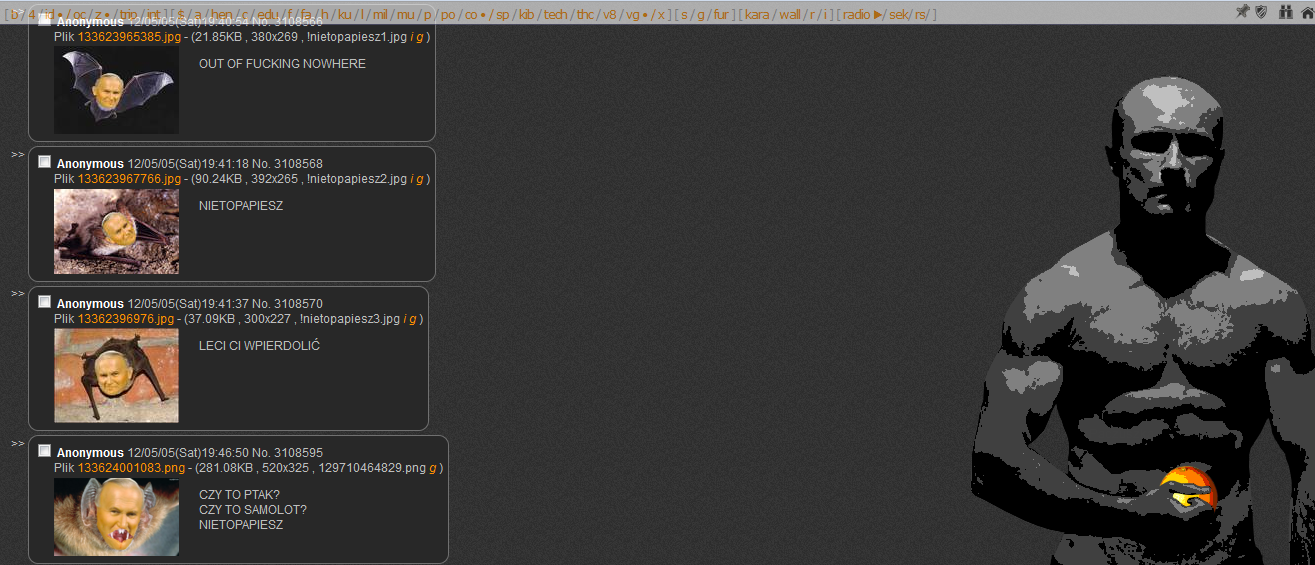 [ b / 4 / id • / oc / z • / trip / int ] [ $ / a / hen / c / edu / f / fa / h / ku / l / mil / mu / p / po / co • / sp / kib / tech / thc / v8 / vg • / x ] [ s / g / fur ] [ kara / wall / r / i ] [ radio ▶/ sek/ rs/ ]
Anonymous 12/05/05(Sat)19:40:54 No. 3108566
Plik 133623965385.jpg - (21.85KB , 380x269 , !nietopapiesz1.jpg i g )
OUT OF FUCKING NOWHERE
>>
Anonymous 12/05/05(Sat)19:41:18 No. 3108568
Plik 133623967766.jpg - (90.24KB , 392x265 , !nietopapiesz2.jpg i g )
NIETOPAPIESZ
>>
Anonymous 12/05/05(Sat)19:41:37 No. 3108570
Plik 13362396976.jpg - (37.09KB , 300x227 , !nietopapiesz3.jpg i g )
LECI CI WPIERDOLIĆ
>>
Anonymous 12/05/05(Sat)19:46:50 No. 3108595
Plik 133624001083.png - (281.08KB , 520x325 , 129710464829.png g )
CZY TO PTAK?
CZY TO SAMOLOT?
NIETOPAPIESZ